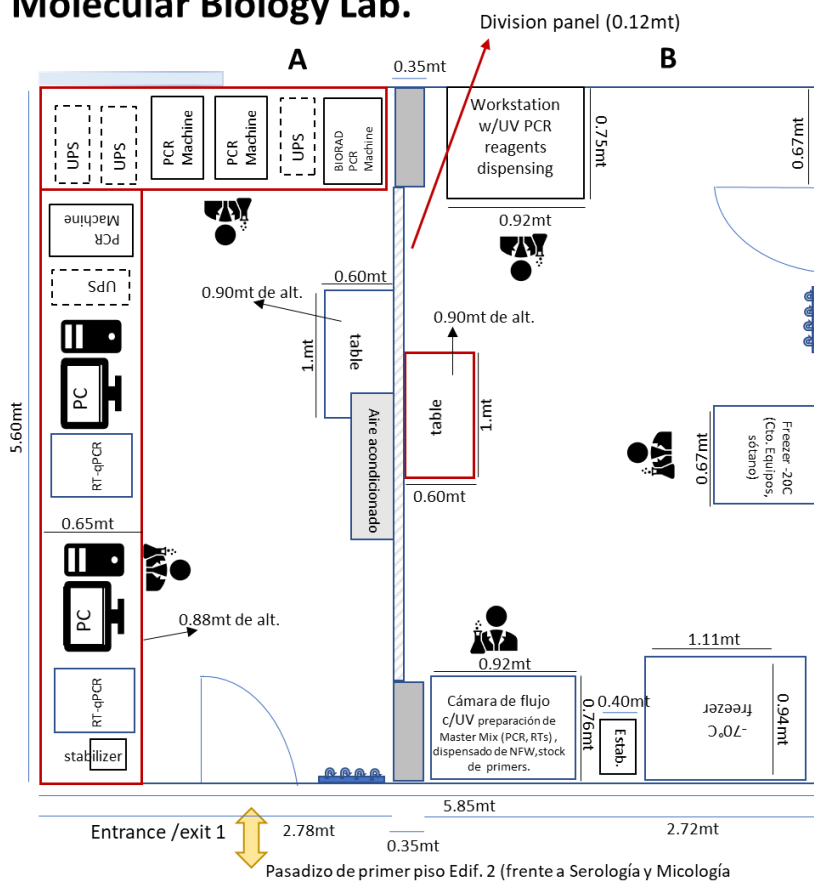 Molecular Biology Lab.
Division panel (0.12mt)
A
0.35mt
B
UPS
UPS
PCR
Machine
PCR
Machine
UPS
BIORAD
PCR
Machine
Workstation
w/UV PCR
reagents
dispensing
0.75mt
0.67mt
0.92mt
PCR
Machine
UPS
0.60mt
0.90mt de alt.
1.mt
table
0.90mt de alt.
table
1.mt
0.60mt
PC
5.60mt
RT-qPCR
Aire acondicionado
0.67mt
Freezer -20C
(Cto. Equipos,
sótano)
0.65mt
PC
0.88mt de alt.
RT-qPCR
stabilizer
0.92mt
Cámara de flujo
c/UV preparación de
Master Mix (PCR, RTs) ,
dispensado de NFW,stock
de primers.
0.76mt
0.40mt
Estab.
1.11mt
-70°C
freezer
0.94mt
5.85mt
Entrance /exit 1
2.78mt
0.35mt
2.72mt
Pasadizo de primer piso Edif. 2 (frente a Serología y Micología